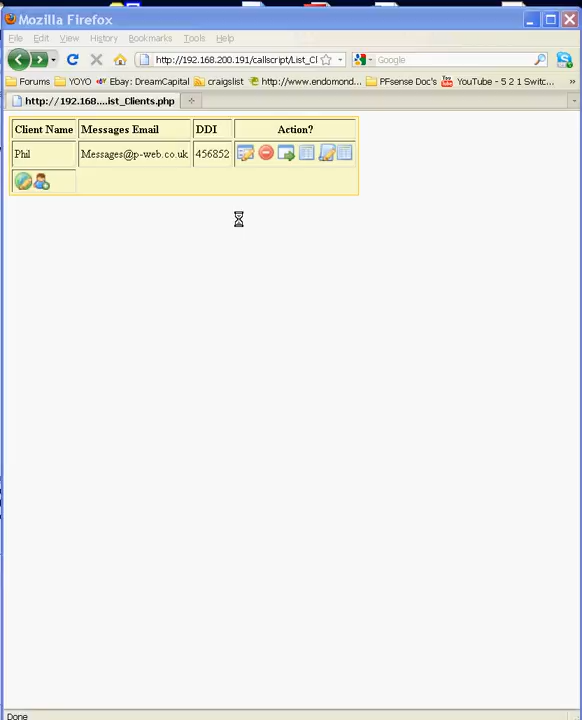 Mozilla Firefox
File Edit View History Bookmarks Tools Help
http://192.168.200.191/callscript/List_Cl Google
Forums YOYO Ebay: DreamCapital craigslist http://www.endomond... PFsense Doc's YouTube - 5 2 1 Switc...
http://192.168....ist_Clients.php
Client Name Messages Email DDI Action?
Phil Messages@p-web.co.uk 456852
Done